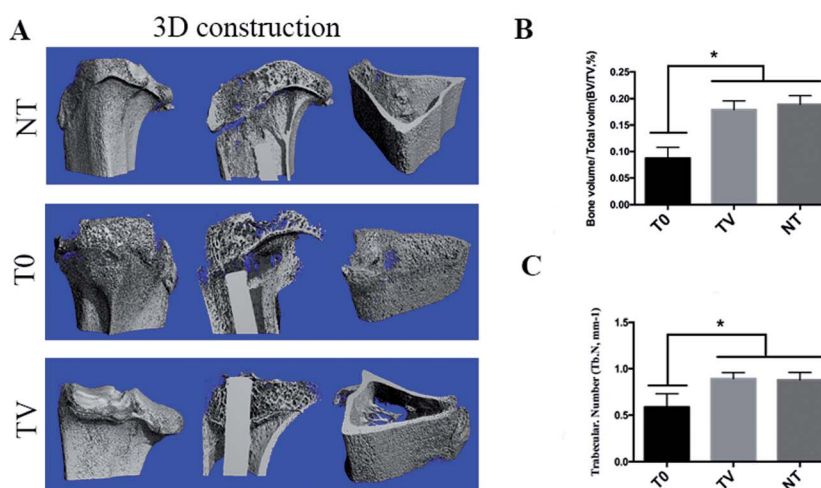 A
3D construction
NT
T0
TV
B
Bone volume/ Total volm(BV/TV,%)
0.25
0.20
0.15
0.10
0.05
0.00
*
T0
TV
NT
C
Trabecular. Number (Tb.N, mm-1)
1.5
1.0
0.5
0.0
*
T0
TV
NT